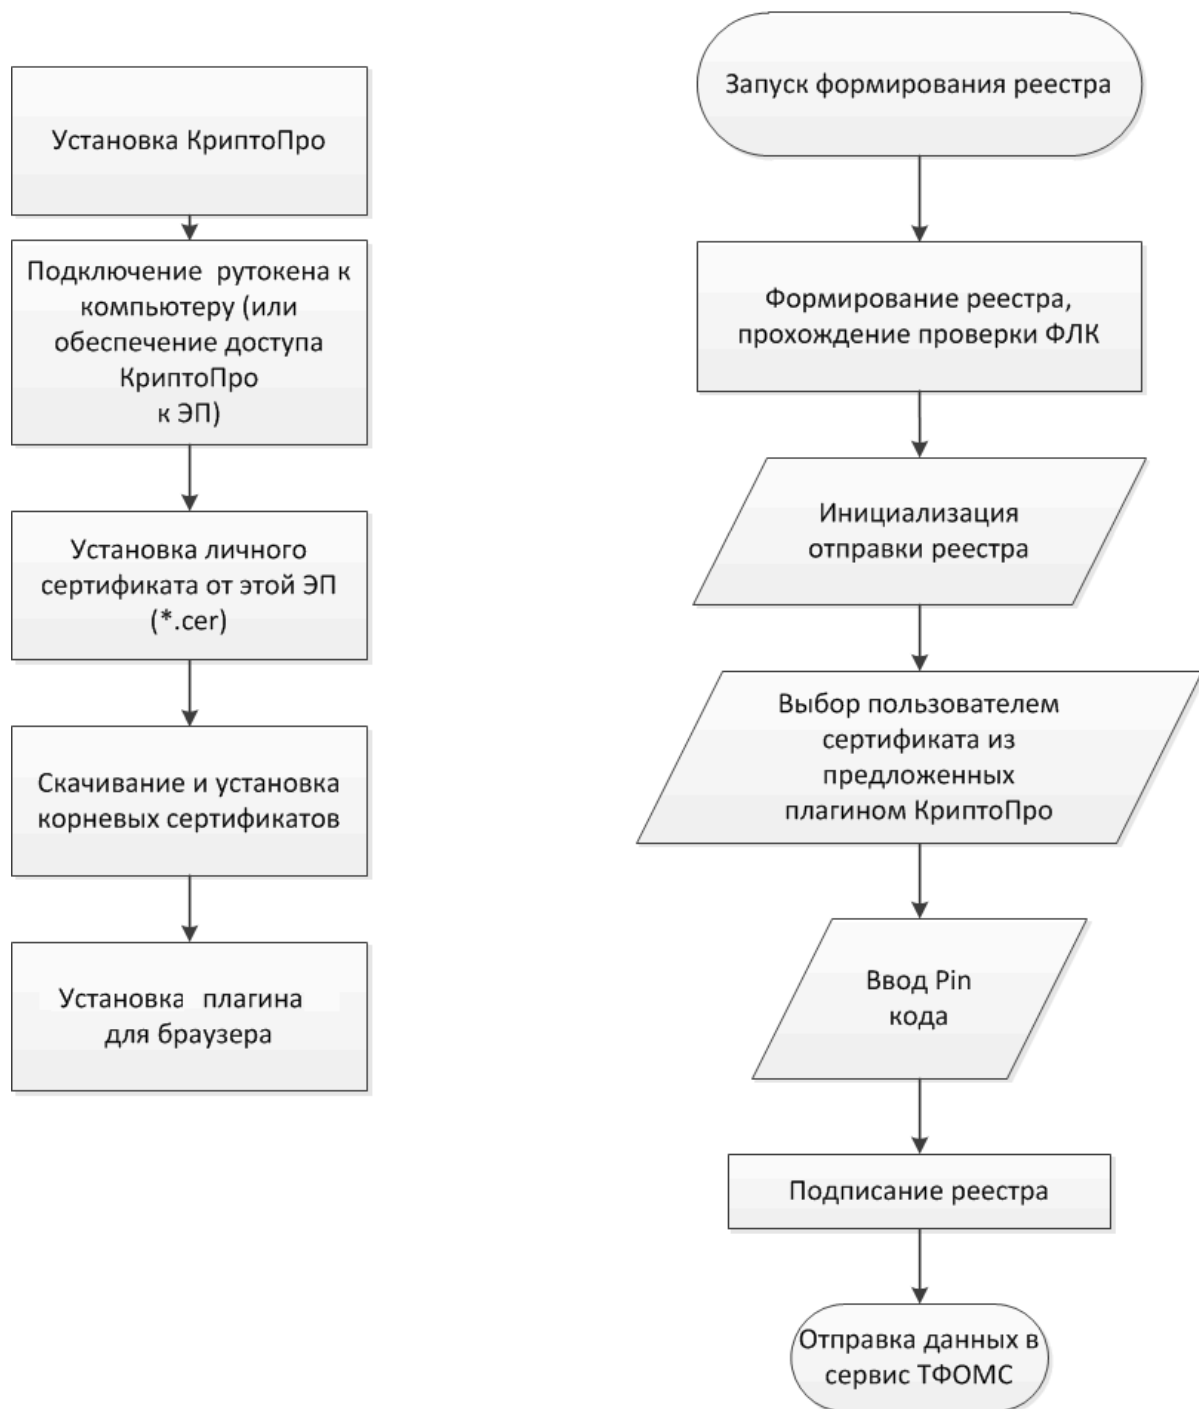 Установка КриптоПро
Подключение рутокена к
компьютеру (или
обеспечение доступа
КриптоПро
к ЭП)
Установка личного
сертификата от этой ЭП
(*.cer)
Скачивание и установка
корневых сертификатов
Установка плагина
для браузера
Запуск формирования реестра
Формирование реестра,
прохождение проверки ФЛК
Инициализация
отправки реестра
Выбор пользователем
сертификата из
предложенных
плагином КриптоПро
Ввод Pin
кода
Подписание реестра
Отправка данных в
сервис ТФОМС